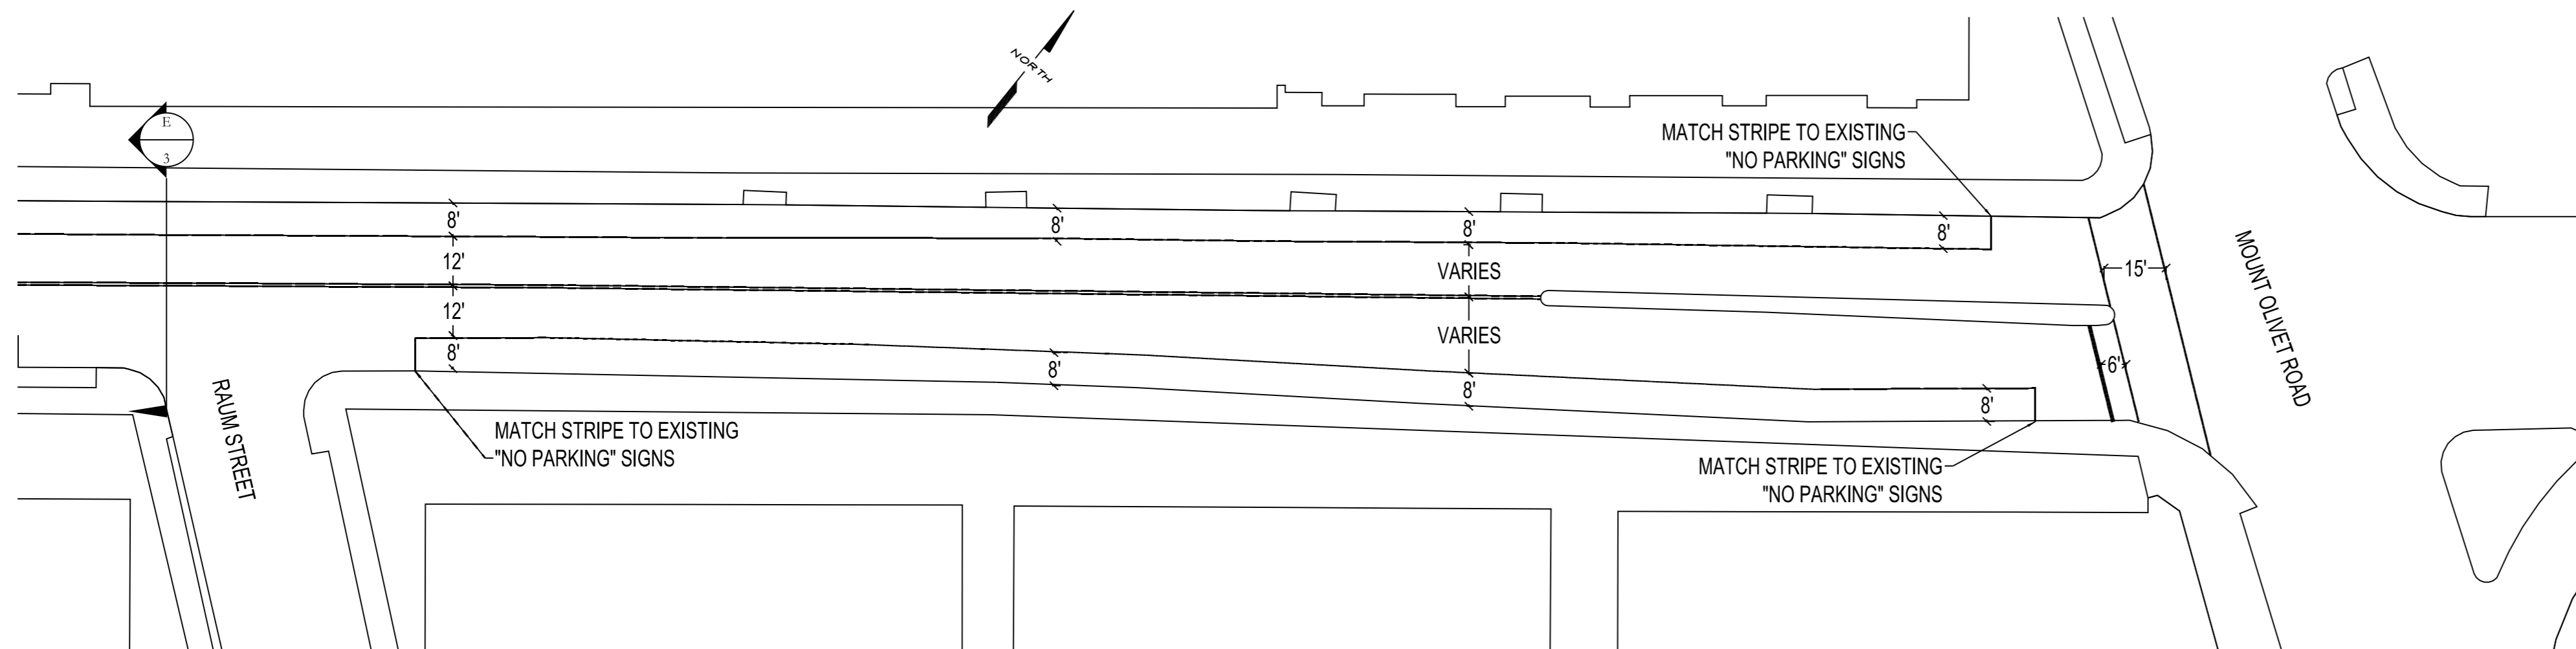 NORTH
E
3
MATCH STRIPE TO EXISTING
"NO PARKING" SIGNS
8'
8'
8'
8'
12'
VARIES
15'
12'
VARIES
8'
8'
8'
8'
6'
MOUNT OLIVET ROAD
RAUM STREET
MATCH STRIPE TO EXISTING
"NO PARKING" SIGNS
MATCH STRIPE TO EXISTING
"NO PARKING" SIGNS